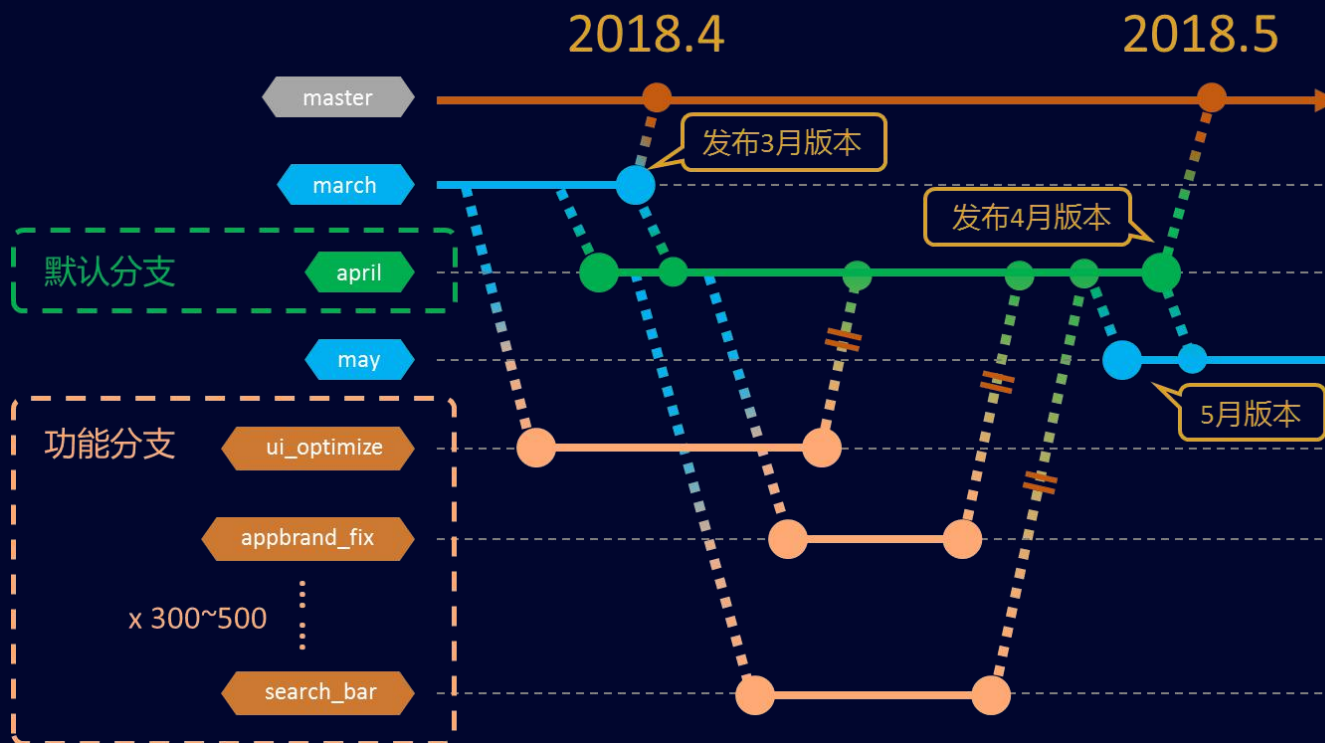 2018.4
2018.5
master
发布3月版本
march
发布4月版本
默认分支
april
may
5月版本
功能分支
ui_optimize
appbrand_fix
x 300~500
search_bar